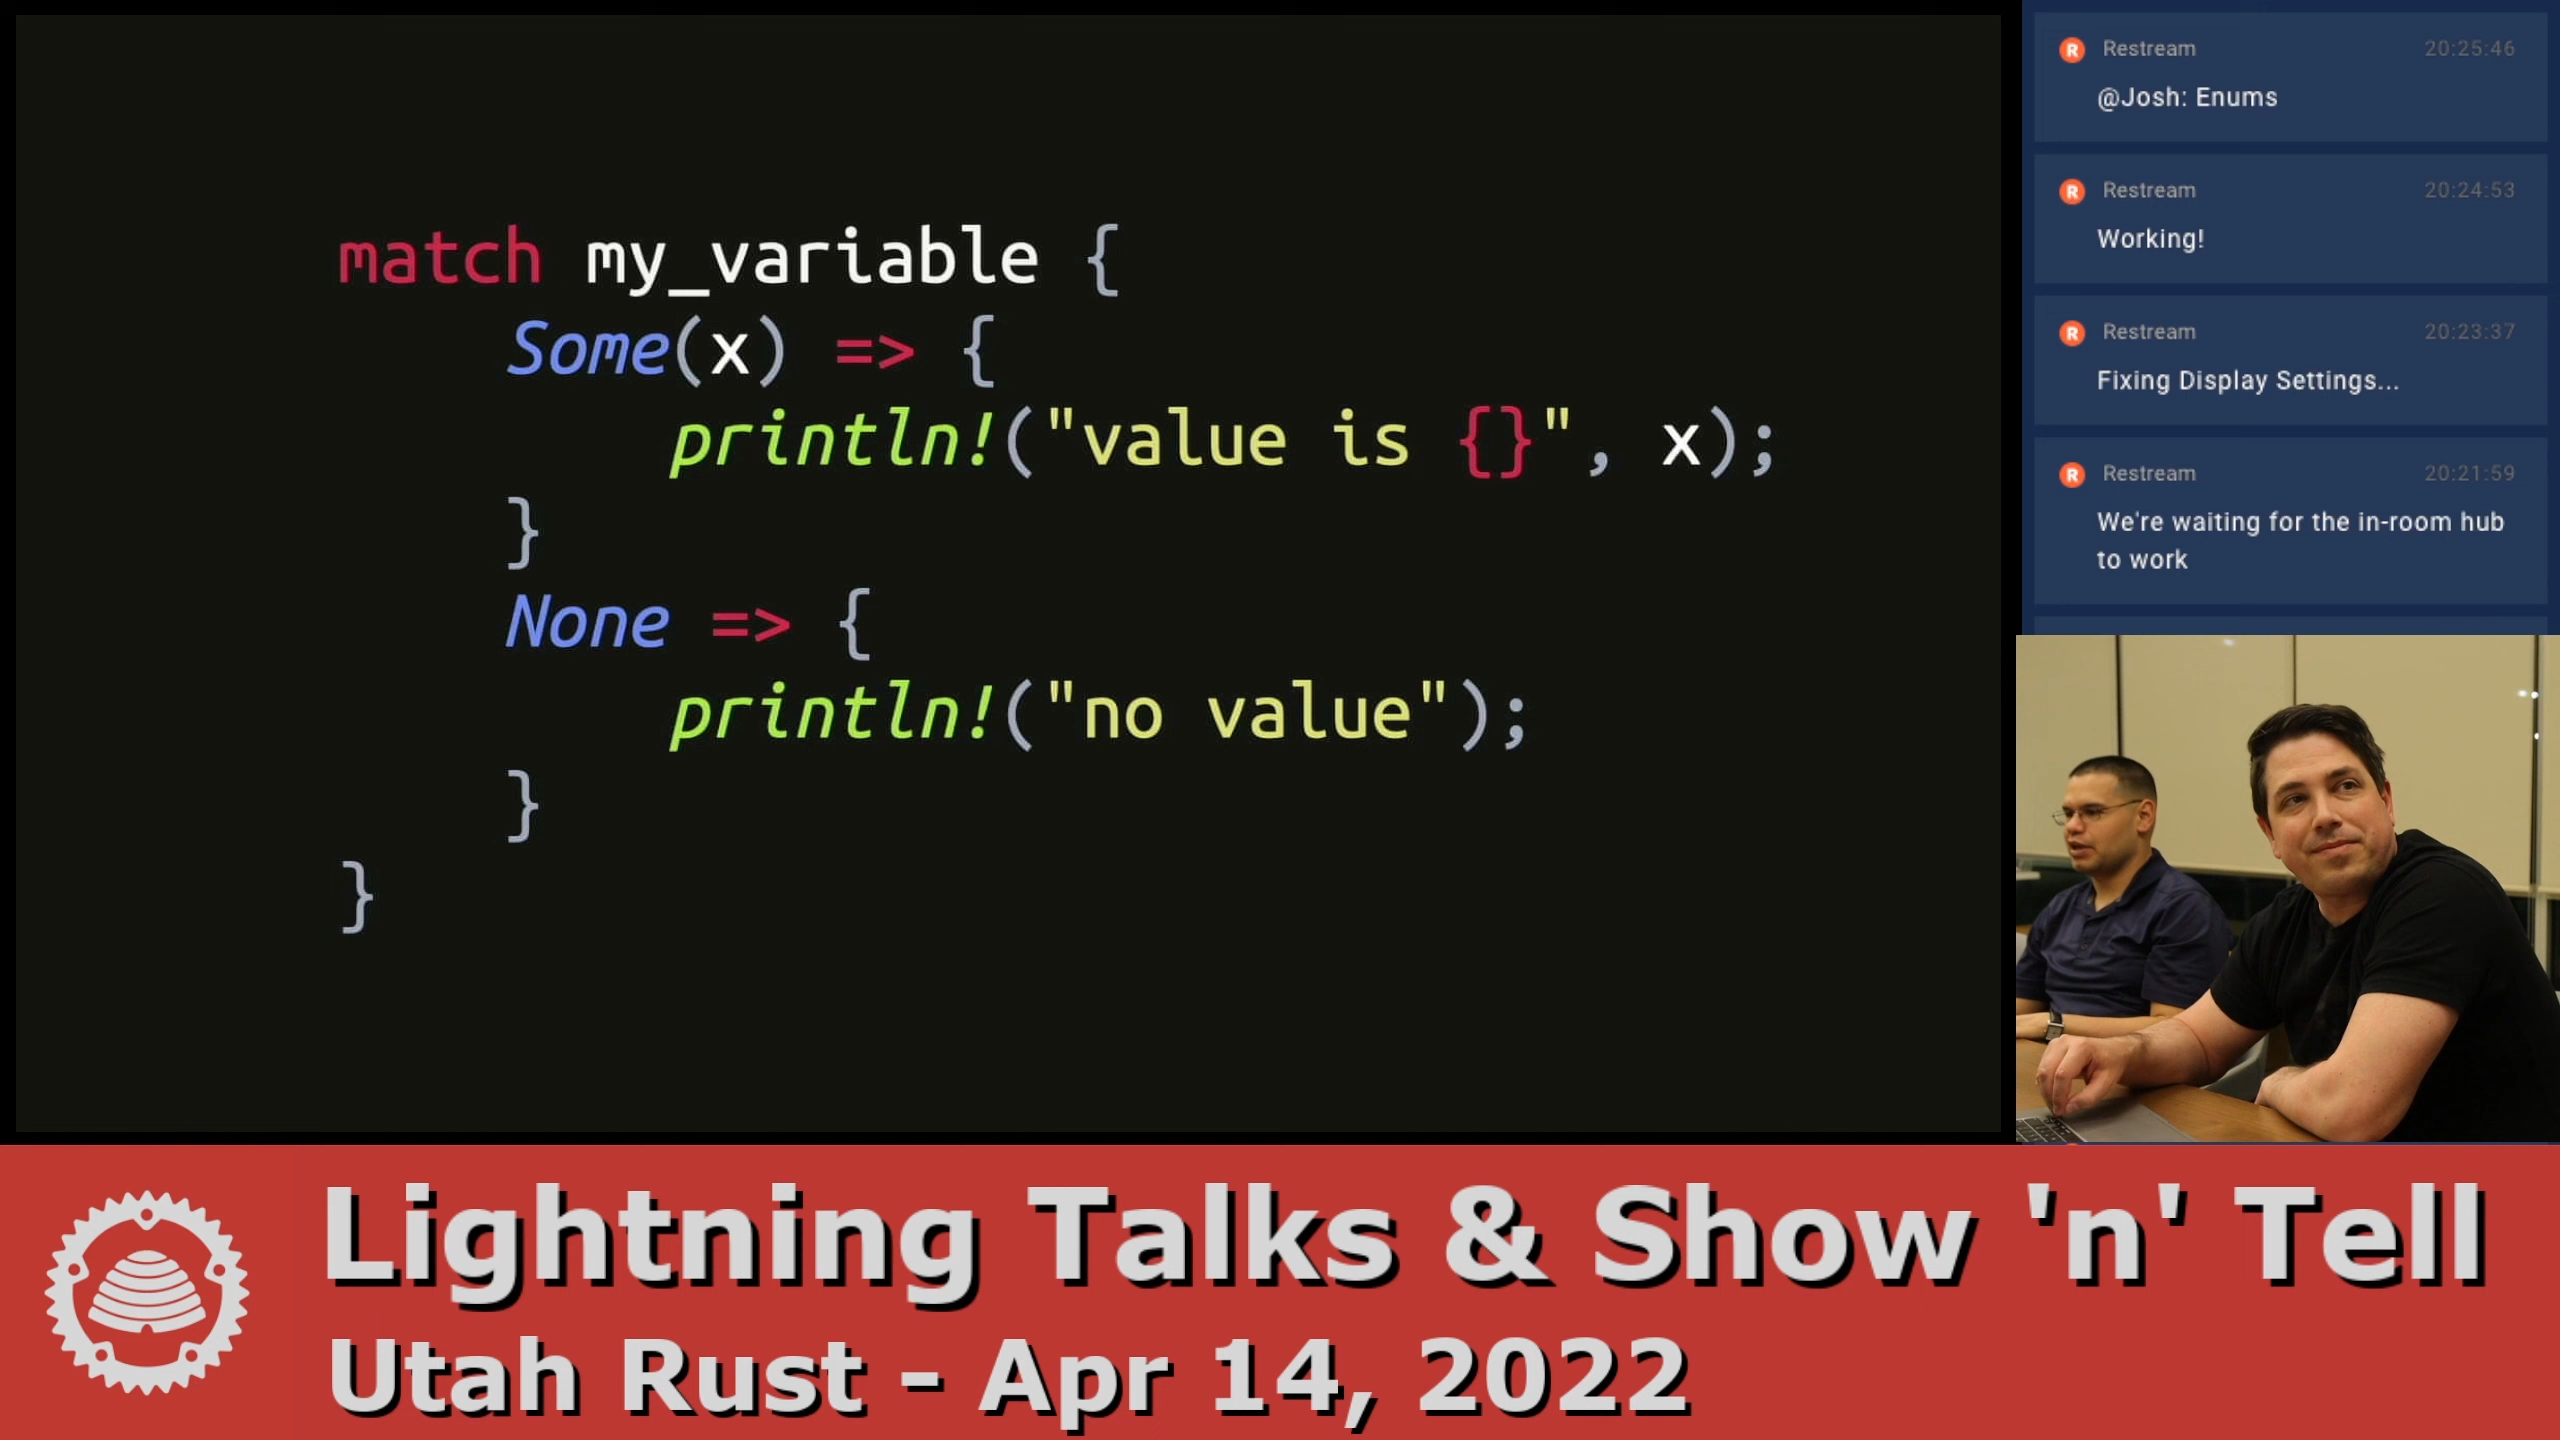 match my_variable {
Some(x) => {
println!("value is {}", x);
}
None => {
println!("no value");
}
}
R Restream 20:25:46
@Josh: Enums
R Restream 20:24:53
Working!
R Restream 20:23:37
Fixing Display Settings...
R Restream 20:21:59
We're waiting for the in-room hub
to work
Lightning Talks & Show 'n' Tell
Utah Rust - Apr 14, 2022